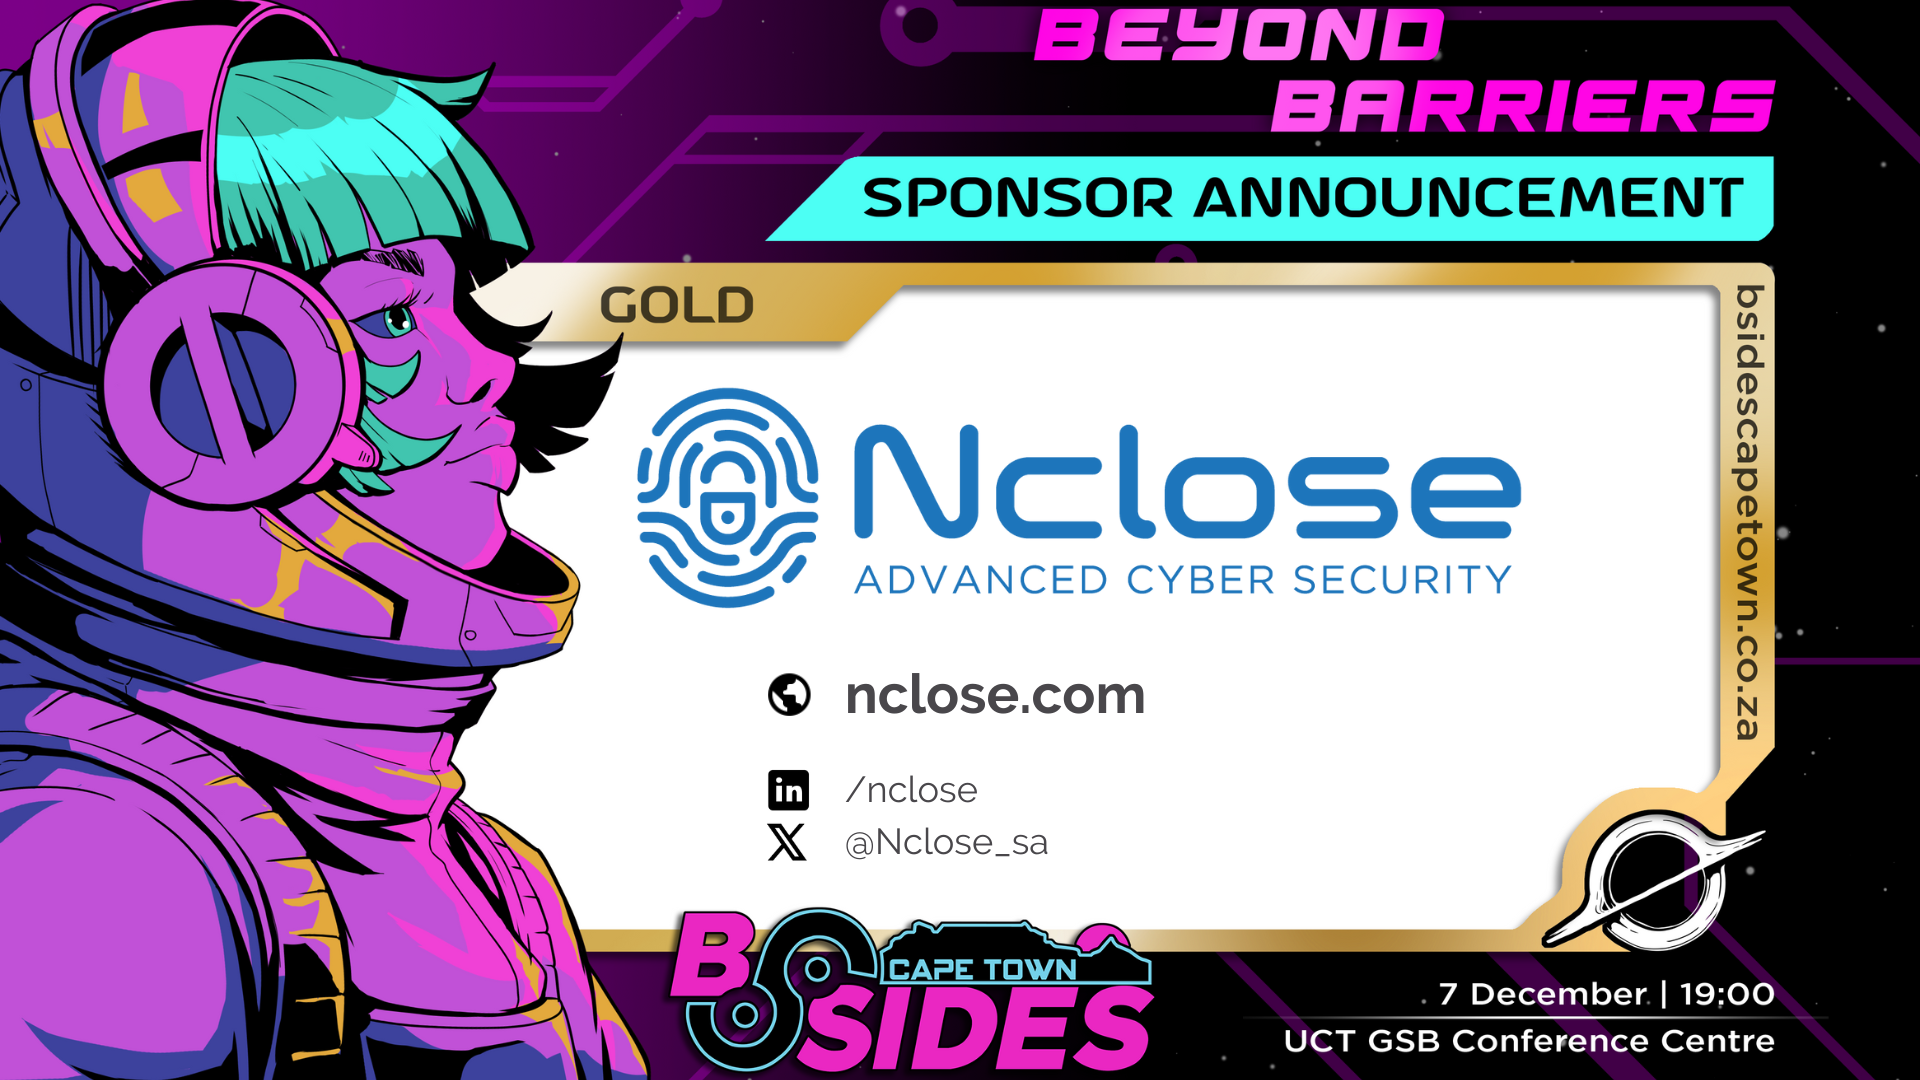 BEYOND
BARRIERS
SPONSOR ANNOUNCEMENT
GOLD
bsidescapetown.co.za
Nclose
ADVANCED CYBER SECURITY
nclose.com
in /nclose
X @Nclose_sa
B
CAPE TOWN
SIDES
7 December | 19:00
UCT GSB Conference Centre